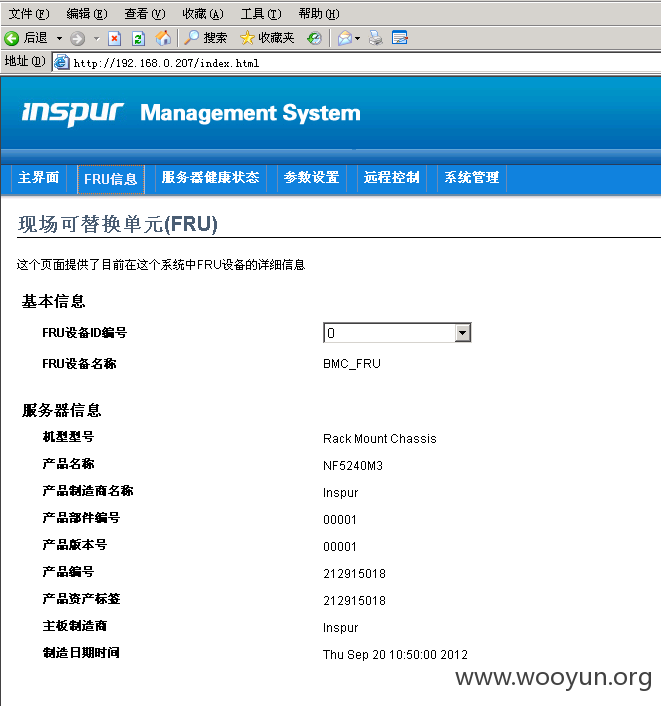 文件(F) 编辑(E) 查看(V) 收藏(A) 工具(T) 帮助(H)
后退 搜索 收藏夹
地址(D) http://192.168.0.207/index.html
inspur Management System
主界面 FRU信息 服务器健康状态 参数设置 远程控制 系统管理
现场可替换单元(FRU)
这个页面提供了目前在这个系统中FRU设备的详细信息
基本信息
FRU设备ID编号 0
FRU设备名称 BMC_FRU
服务器信息
机型型号 Rack Mount Chassis
产品名称 NF5240M3
产品制造商名称 Inspur
产品部件编号 00001
产品版本号 00001
产品编号 212915018
产品资产标签 212915018
主板制造商 Inspur
制造日期时间 Thu Sep 20 10:50:00 2012
www.wooyun.org